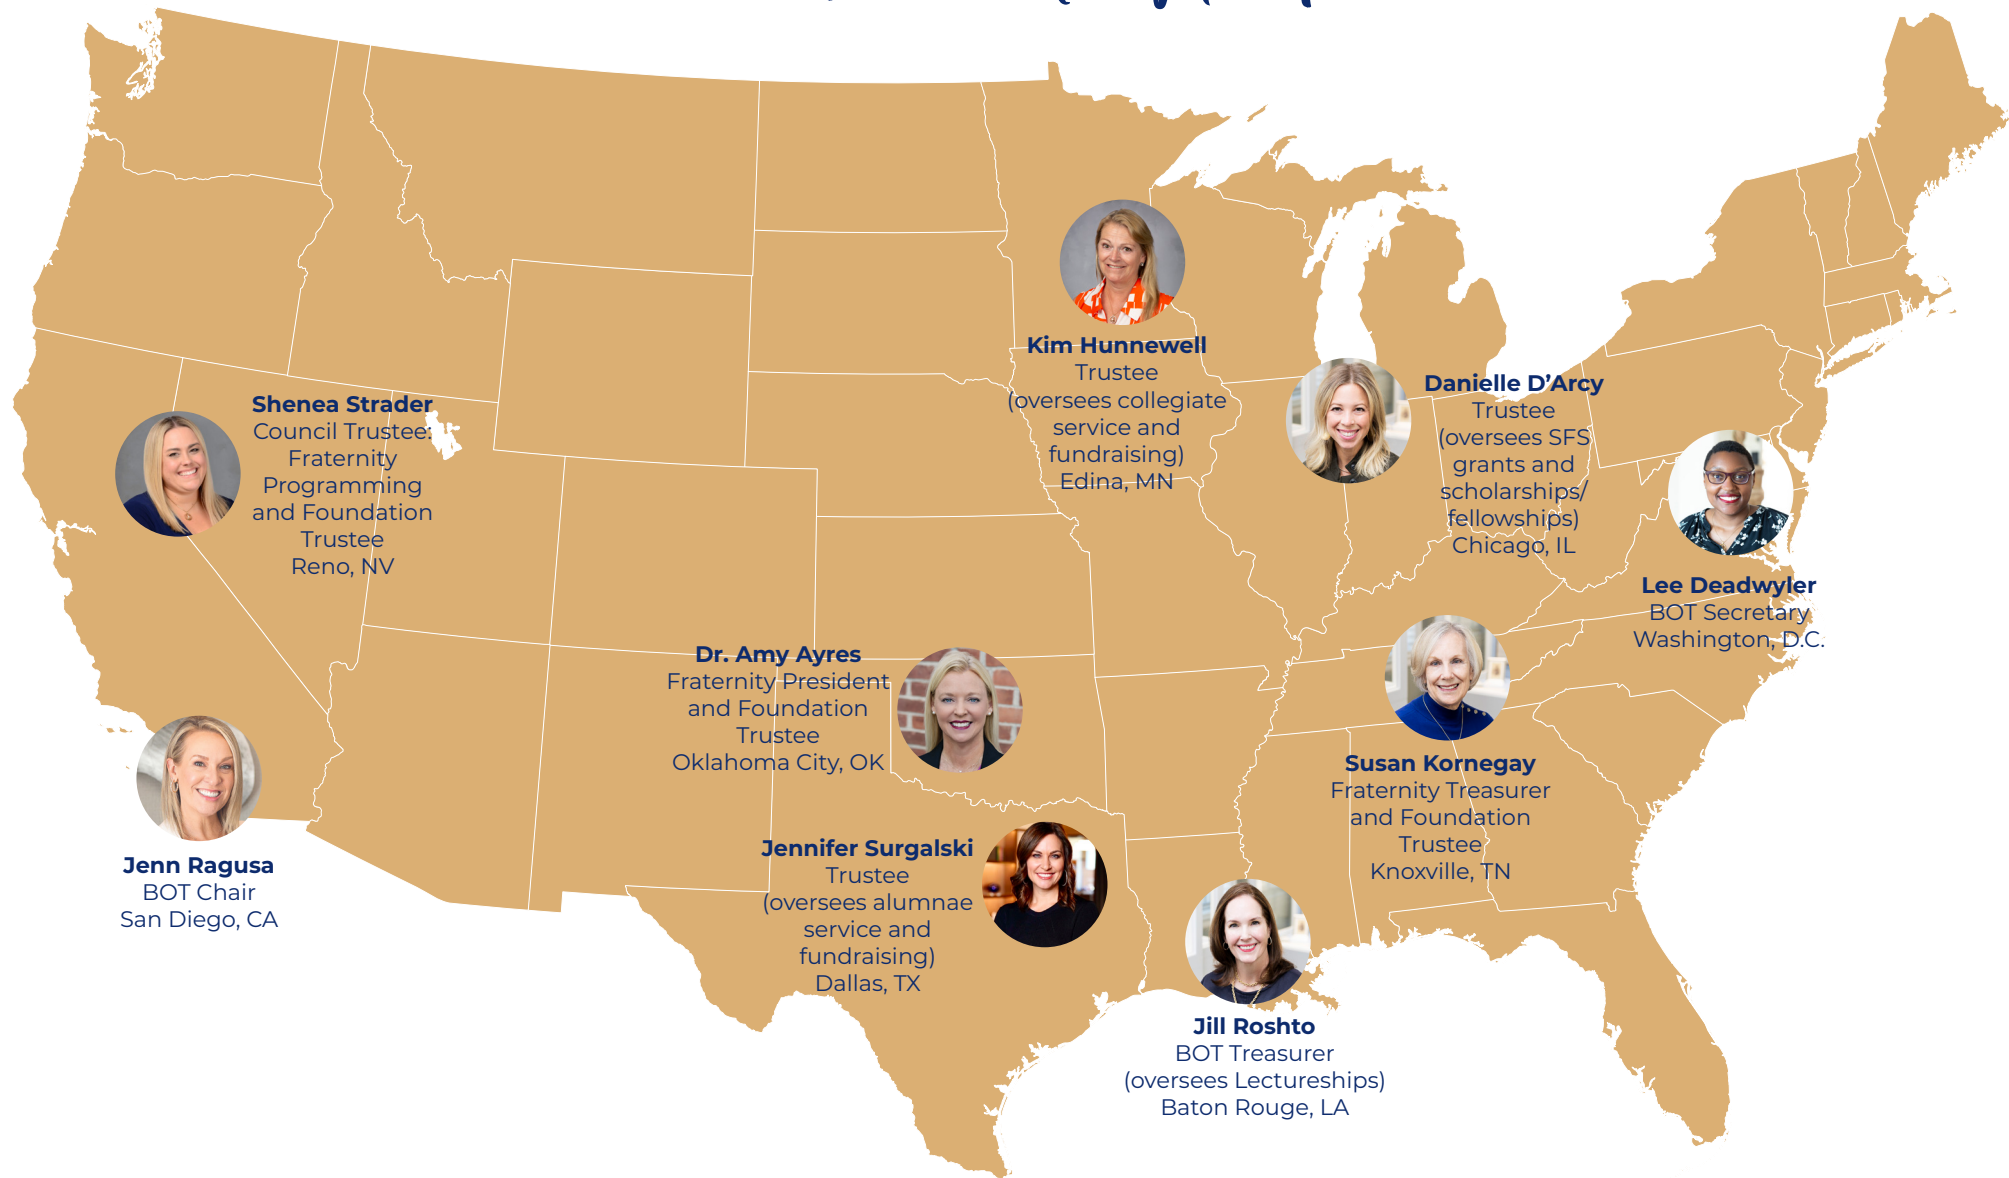 Kim Hunnewell
Trustee
(oversees collegiate
service and
fundraising)
Edina, MN
Danielle D’Arcy
Trustee
(oversees SFS
grants and
scholarships/
fellowships)
Chicago, IL
Shenea Strader
Council Trustee:
Fraternity
Programming
and Foundation
Trustee
Reno, NV
Lee Deadwyler
BOT Secretary
Washington, D.C.
Dr. Amy Ayres
Fraternity President
and Foundation
Trustee
Oklahoma City, OK
Susan Kornegay
Fraternity Treasurer
and Foundation
Trustee
Knoxville, TN
Jenn Ragusa
BOT Chair
San Diego, CA
Jennifer Surgalski
Trustee
(oversees alumnae
service and
fundraising)
Dallas, TX
Jill Roshto
BOT Treasurer
(oversees Lectureships)
Baton Rouge, LA